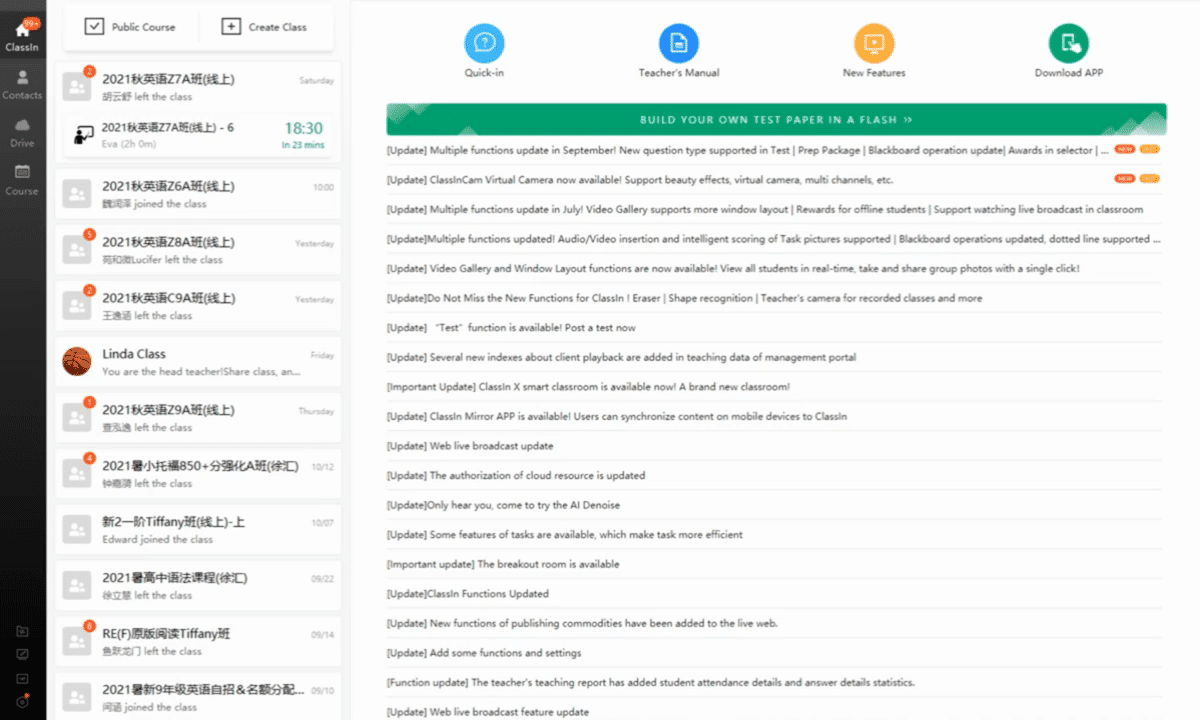 99+
ClassIn
Contacts
Drive
Course
Public Course
Create Class
2
2021秋英语Z7A班(线上)
Saturday
胡云舒 left the class
2021秋英语Z7A班(线上) - 6
18:30
Eva (2h 0m)
In 23 mins
2021秋英语Z6A班(线上)
10:00
魏润泽 joined the class
5
2021秋英语Z8A班(线上)
Yesterday
苑和微Lucifer left the class
2
2021秋英语C9A班(线上)
Yesterday
王逸涵 left the class
Linda Class
Friday
You are the head teacher!Share class, an...
1
2021秋英语Z9A班(线上)
Thursday
查泓逸 left the class
4
2021暑小托福850+分强化A班(徐汇)
10/12
left the class
新2一阶Tiffany班(线上)-上
10/07
Edward joined the class
2021暑高中语法课程(徐汇)
09/22
徐立慧 left the class
6
RE(F)原版阅读Tiffany班
09/14
鱼跃龙门 left the class
2021暑新9年级英语自招&名额分配...
09/10
闵涵 joined the class
Quick-in
Teacher's Manual
New Features
Download APP
BUILD YOUR OWN TEST PAPER IN A FLASH >>
[Update] Multiple functions update in September! New question type supported in Test | Prep Package | Blackboard operation update| Awards in selector | ...
NEW
[Update] ClassInCam Virtual Camera now available! Support beauty effects, virtual camera, multi channels, etc.
NEW
[Update] Multiple functions update in July! Video Gallery supports more window layout | Rewards for offline students | Support watching live broadcast in classroom
[Update]Multiple functions updated! Audio/Video insertion and intelligent scoring of Task pictures supported | Blackboard operations updated, dotted line supported ...
[Update] Video Gallery and Window Layout functions are now available! View all students in real-time, take and share group photos with a single click!
[Update]Do Not Miss the New Functions for ClassIn ! Eraser | Shape recognition | Teacher's camera for recorded classes and more
[Update] “Test” function is available! Post a test now
[Update] Several new indexes about client playback are added in teaching data of management portal
[Important Update] ClassIn X smart classroom is available now! A brand new classroom!
[Update] ClassIn Mirror APP is available! Users can synchronize content on mobile devices to ClassIn
[Update] Web live broadcast update
[Update] The authorization of cloud resource is updated
[Update]Only hear you, come to try the AI Denoise
[Update] Some features of tasks are available, which make task more efficient
[Important update] The breakout room is available
[Update]ClassIn Functions Updated
[Update] New functions of publishing commodities have been added to the live web.
[Update] Add some functions and settings
[Function update] The teacher's teaching report has added student attendance details and answer details statistics.
[Update] Web live broadcast feature update